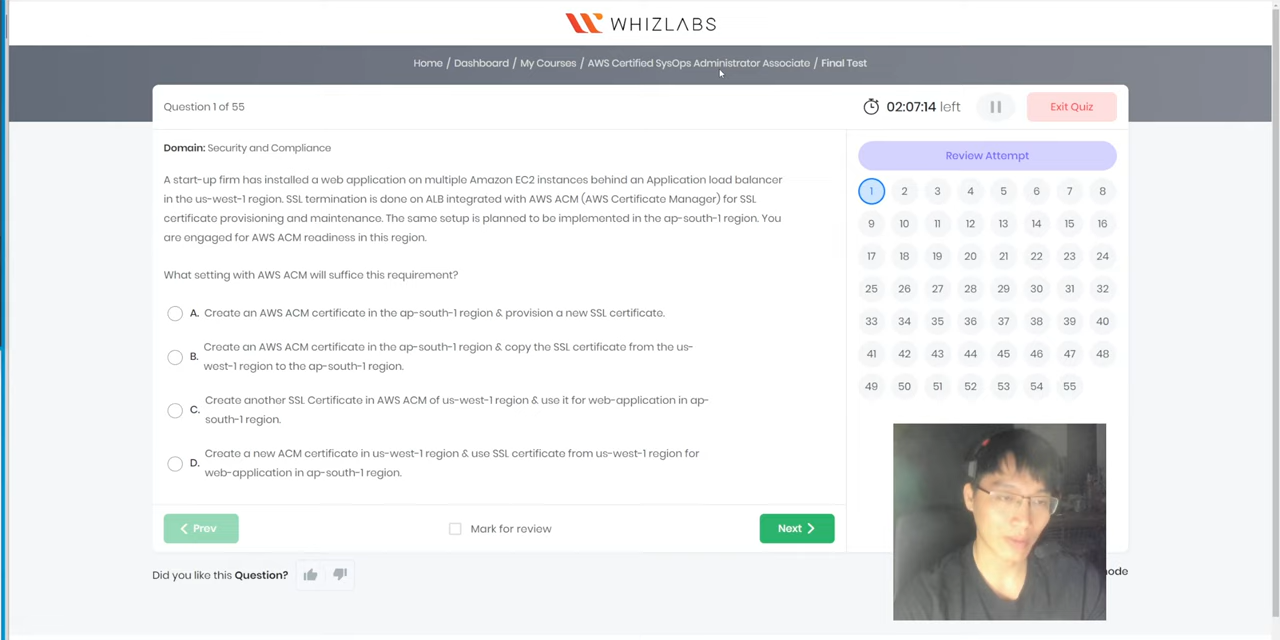 WHIZLABS
Home / Dashboard / My Courses / AWS Certified SysOps Administrator Associate / Final Test
Question 1 of 55
02:07:14 left
Exit Quiz
Domain: Security and Compliance
A start-up firm has installed a web application on multiple Amazon EC2 instances behind an Application load balancer
in the us-west-1 region. SSL termination is done on ALB integrated with AWS ACM (AWS Certificate Manager) for SSL
certificate provisioning and maintenance. The same setup is planned to be implemented in the ap-south-1 region. You
are engaged for AWS ACM readiness in this region.
What setting with AWS ACM will suffice this requirement?
A. Create an AWS ACM certificate in the ap-south-1 region & provision a new SSL certificate.
B. Create an AWS ACM certificate in the ap-south-1 region & copy the SSL certificate from the us-
west-1 region to the ap-south-1 region.
C. Create another SSL Certificate in AWS ACM of us-west-1 region & use it for web-application in ap-
south-1 region.
D. Create a new ACM certificate in us-west-1 region & use SSL certificate from us-west-1 region for
web-application in ap-south-1 region.
Prev
Mark for review
Next
Did you like this Question?
Review Attempt
1 2 3 4 5 6 7 8
9 10 11 12 13 14 15 16
17 18 19 20 21 22 23 24
25 26 27 28 29 30 31 32
33 34 35 36 37 38 39 40
41 42 43 44 45 46 47 48
49 50 51 52 53 54 55